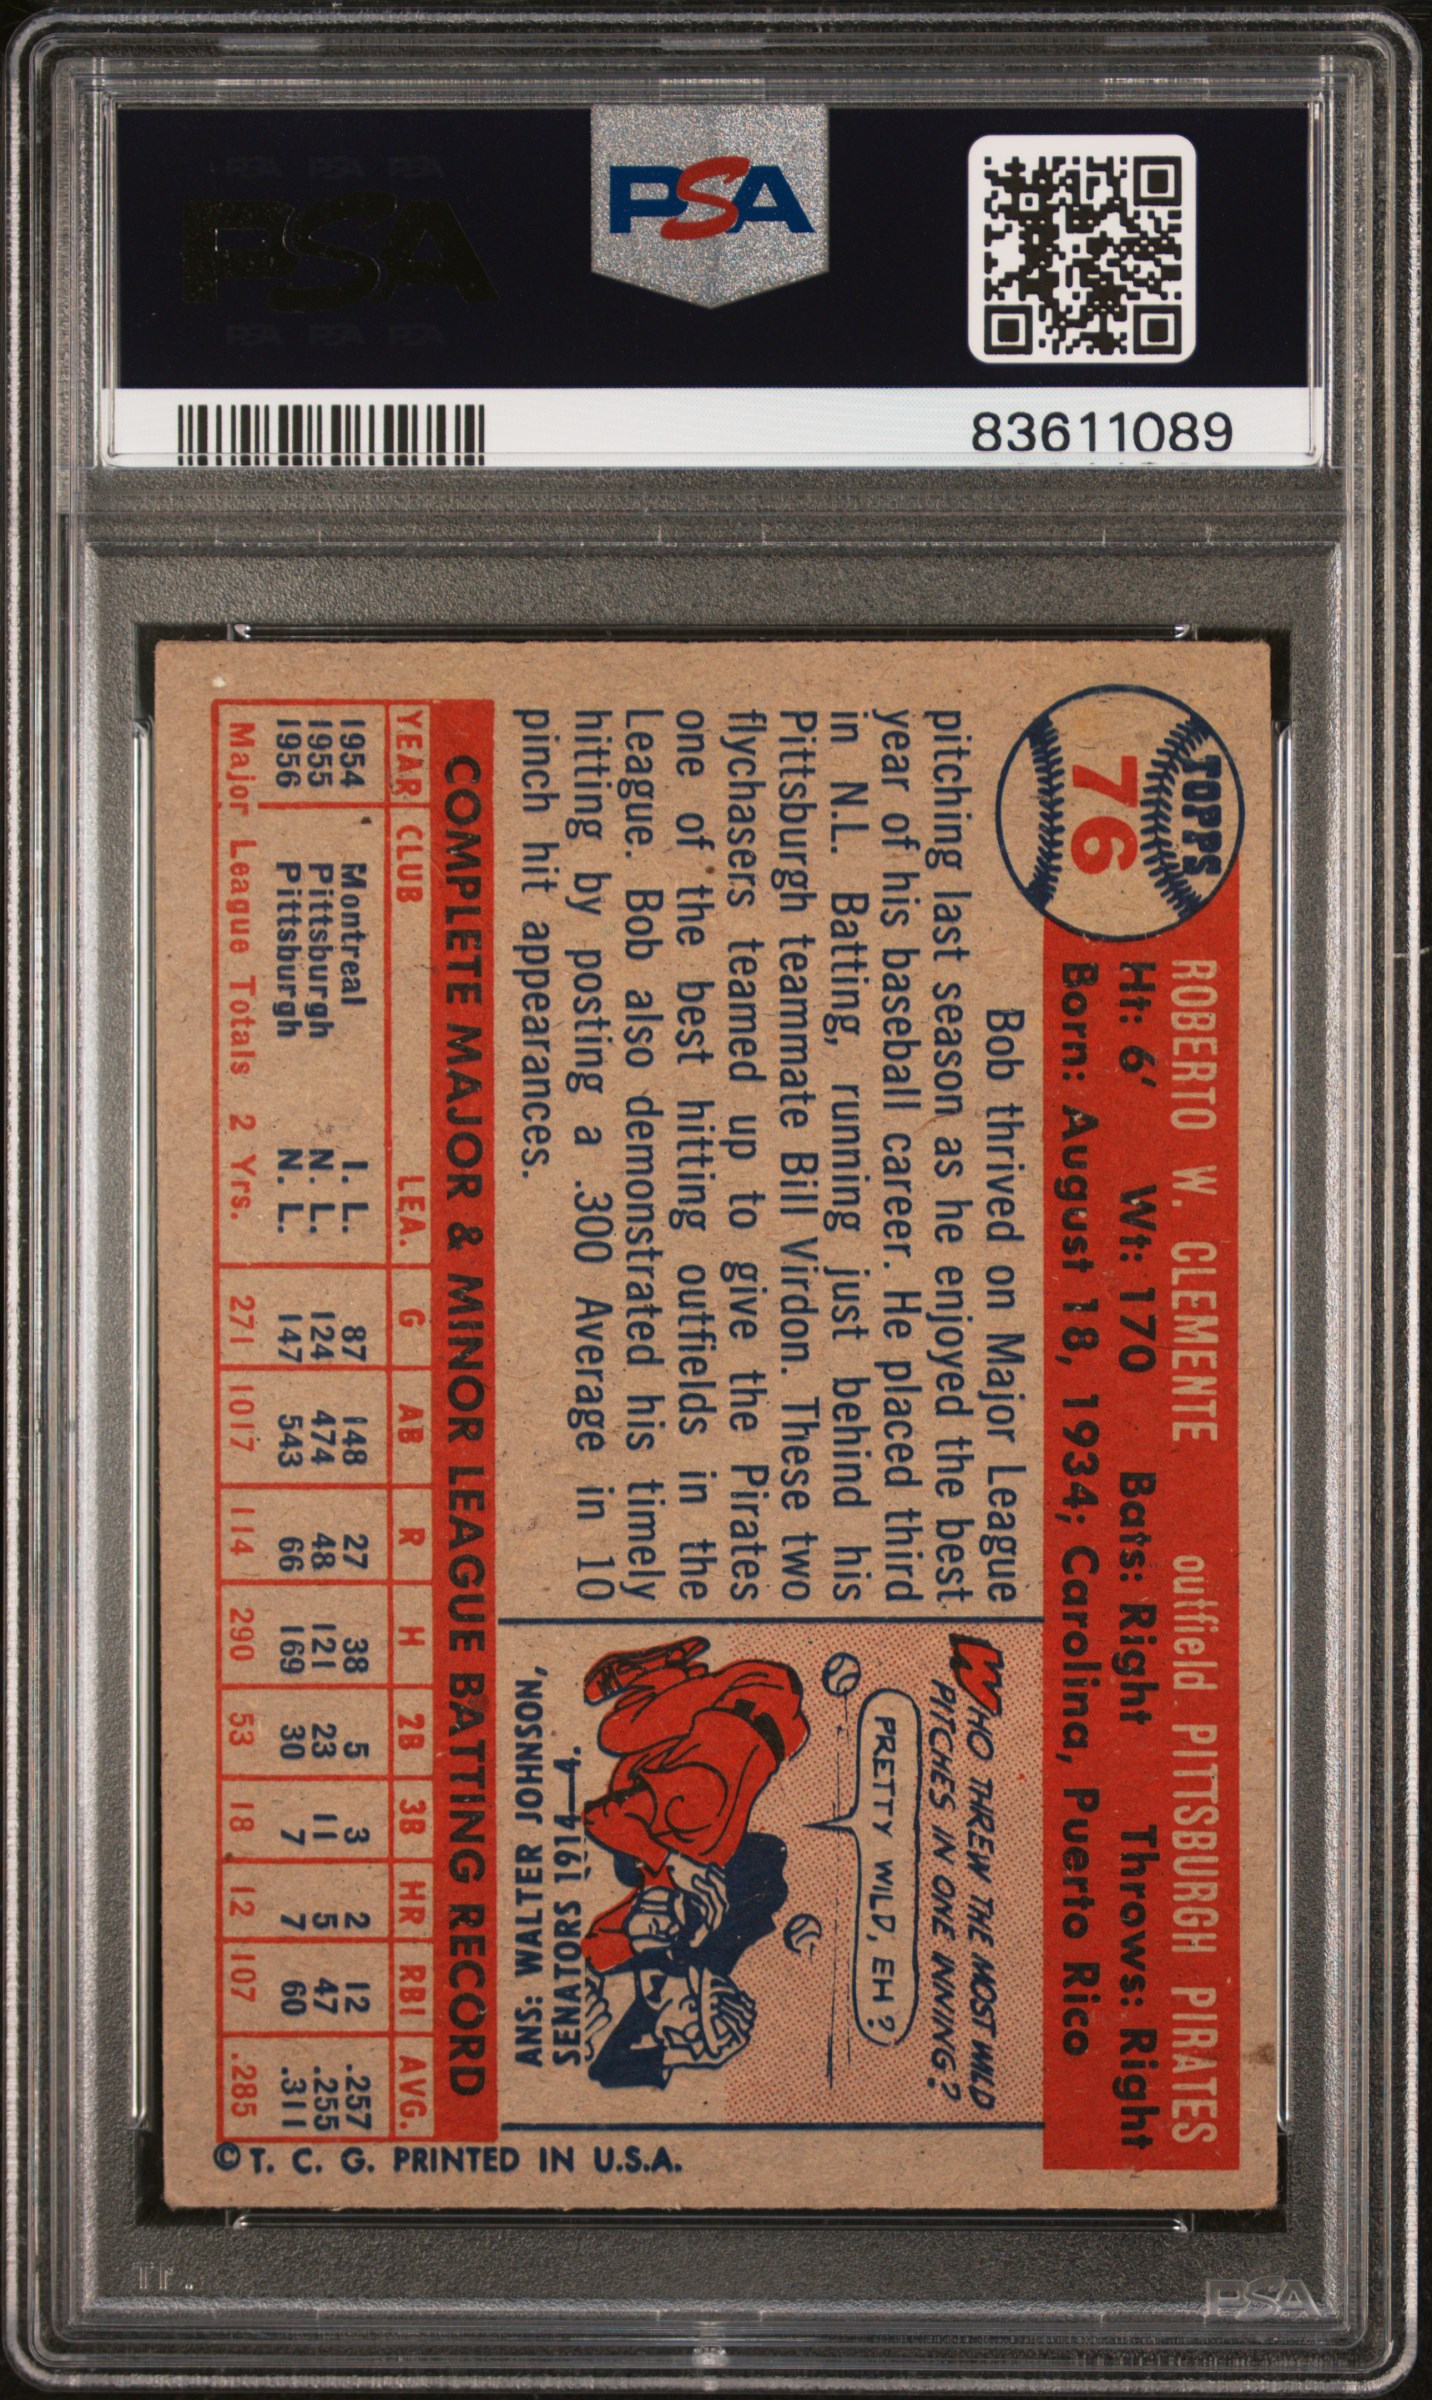 PSA PSA PSA
PSA
PSA PSA PSA
PSA
83611089
TOPPS
76
ROBERTO W. CLEMENTE outfield PITTSBURGH PIRATES
Ht: 6' Wt: 170 Bats: Right Throws: Right
Born: August 18, 1934; Carolina, Puerto Rico
Bob thrived on Major League
pitching last season as he enjoyed the best
year of his baseball career. He placed third
in N.L. Batting, running just behind his
Pittsburgh teammate Bill Virdon. These two
flychasers teamed up to give the Pirates
one of the best hitting outfields in the
League. Bob also demonstrated his timely
hitting by posting a .300 Average in 10
pinch hit appearances.
WHO THREW THE MOST WILD
PITCHES IN ONE INNING?
PRETTY WILD, EH?
ANS: WALTER JOHNSON,
SENATORS 1914—4.
COMPLETE MAJOR & MINOR LEAGUE BATTING RECORD
YEAR CLUB LEA. G AB R H 2B 3B HR RBI AVG.
1954 Montreal I. L. 87 148 27 38 5 3 2 12 .257
1955 Pittsburgh N. L. 124 474 48 121 23 11 5 47 .255
1956 Pittsburgh N. L. 147 543 66 169 30 7 7 60 .311
Major League Totals 2 Yrs. 271 1017 114 290 53 18 12 107 .285
© T. C. G. PRINTED IN U.S.A.
PSA